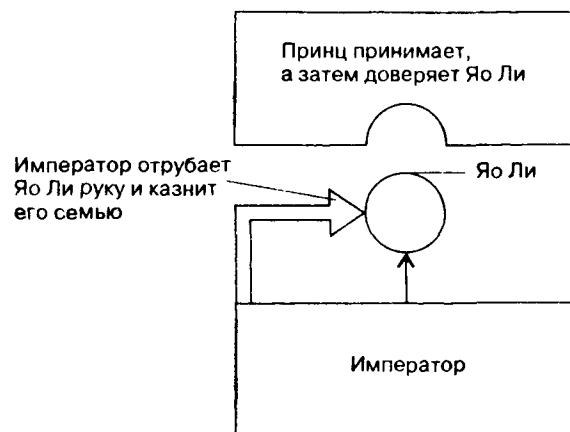 Принц принимает,
а затем доверяет Яо Ли
Император отрубает
Яо Ли руку и казнит
его семью
Яо Ли
Император